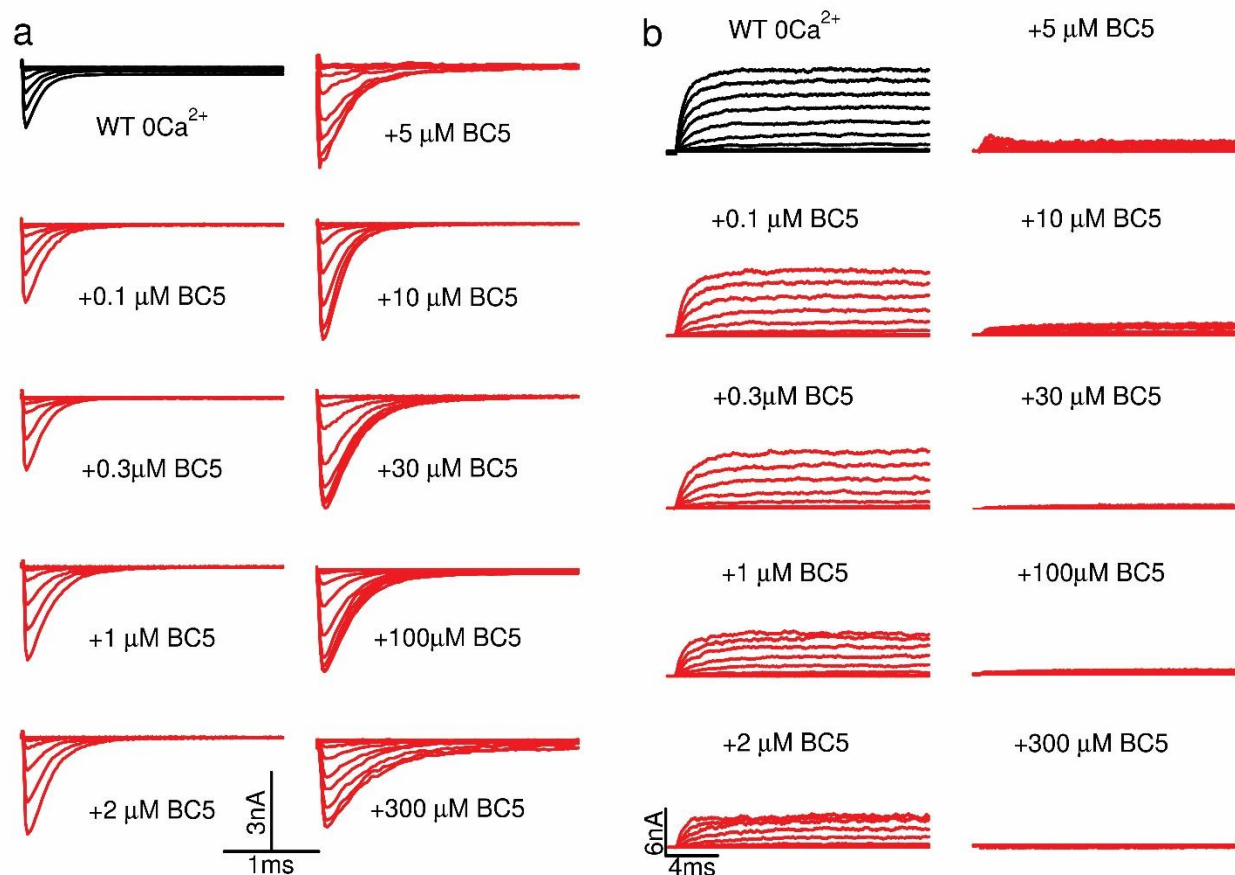 a
WT 0Ca²⁺
+5 μM BC5
+0.1 μM BC5
+10 μM BC5
+0.3μM BC5
+30 μM BC5
+1 μM BC5
+100μM BC5
+2 μM BC5
+300 μM BC5
3nA
1ms
b
WT 0Ca²⁺
+5 μM BC5
+0.1 μM BC5
+10 μM BC5
+0.3μM BC5
+30 μM BC5
+1 μM BC5
+100μM BC5
+2 μM BC5
+300 μM BC5
6nA
4ms